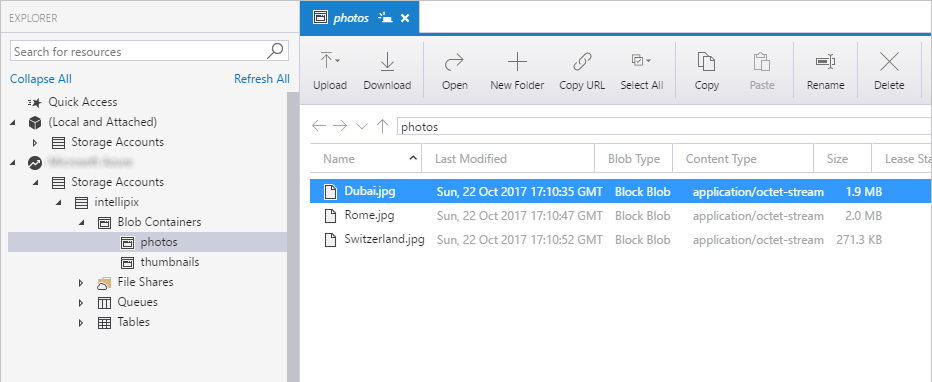 EXPLORER
Search for resources
Collapse All Refresh All
Quick Access
(Local and Attached)
Storage Accounts
Storage Accounts
intellipix
Blob Containers
photos
thumbnails
File Shares
Queues
Tables
photos
Upload Download Open New Folder Copy URL Select All Copy Paste Rename Delete
photos
Name Last Modified Blob Type Content Type Size Lease Sta
Dubai.jpg Sun, 22 Oct 2017 17:10:35 GMT Block Blob application/octet-stream 1.9 MB
Rome.jpg Sun, 22 Oct 2017 17:10:47 GMT Block Blob application/octet-stream 2.0 MB
Switzerland.jpg Sun, 22 Oct 2017 17:10:52 GMT Block Blob application/octet-stream 271.3 KB